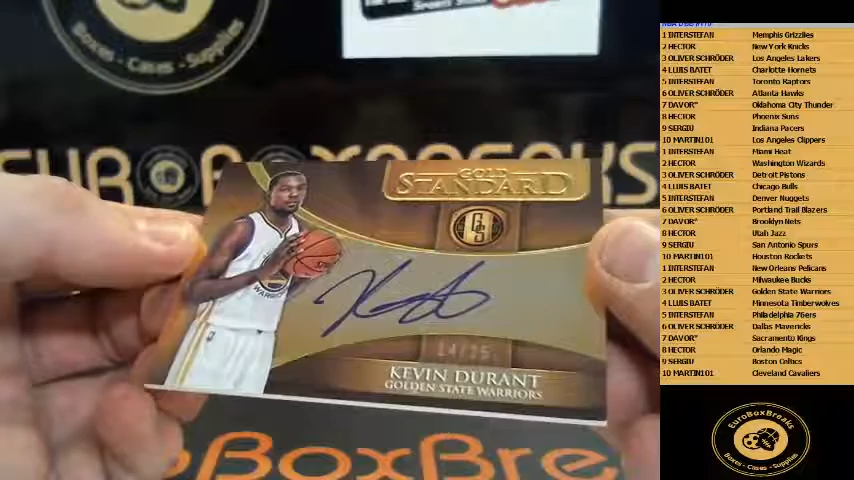 Boxes - Cases - Supplies
EUROBOXBREAKS
GOLD
STANDARD
GS
14/25
KEVIN DURANT
GOLDEN STATE WARRIORS
BoxBre
1 INTERSTEFAN Memphis Grizzlies
2 HECTOR New York Knicks
3 OLIVER SCHRÖDER Los Angeles Lakers
4 LLUIS BATET Charlotte Hornets
5 INTERSTEFAN Toronto Raptors
6 OLIVER SCHRÖDER Atlanta Hawks
7 DAVOR* Oklahoma City Thunder
8 HECTOR Phoenix Suns
9 SERGIU Indiana Pacers
10 MARTIN101 Los Angeles Clippers
1 INTERSTEFAN Miami Heat
2 HECTOR Washington Wizards
3 OLIVER SCHRÖDER Detroit Pistons
4 LLUIS BATET Chicago Bulls
5 INTERSTEFAN Denver Nuggets
6 OLIVER SCHRÖDER Portland Trail Blazers
7 DAVOR* Brooklyn Nets
8 HECTOR Utah Jazz
9 SERGIU San Antonio Spurs
10 MARTIN101 Houston Rockets
1 INTERSTEFAN New Orleans Pelicans
2 HECTOR Milwaukee Bucks
3 OLIVER SCHRÖDER Golden State Warriors
4 LLUIS BATET Minnesota Timberwolves
5 INTERSTEFAN Philadelphia 76ers
6 OLIVER SCHRÖDER Dallas Mavericks
7 DAVOR* Sacramento Kings
8 HECTOR Orlando Magic
9 SERGIU Boston Celtics
10 MARTIN101 Cleveland Cavaliers
EuroBoxBreaks
Boxes - Cases - Supplies